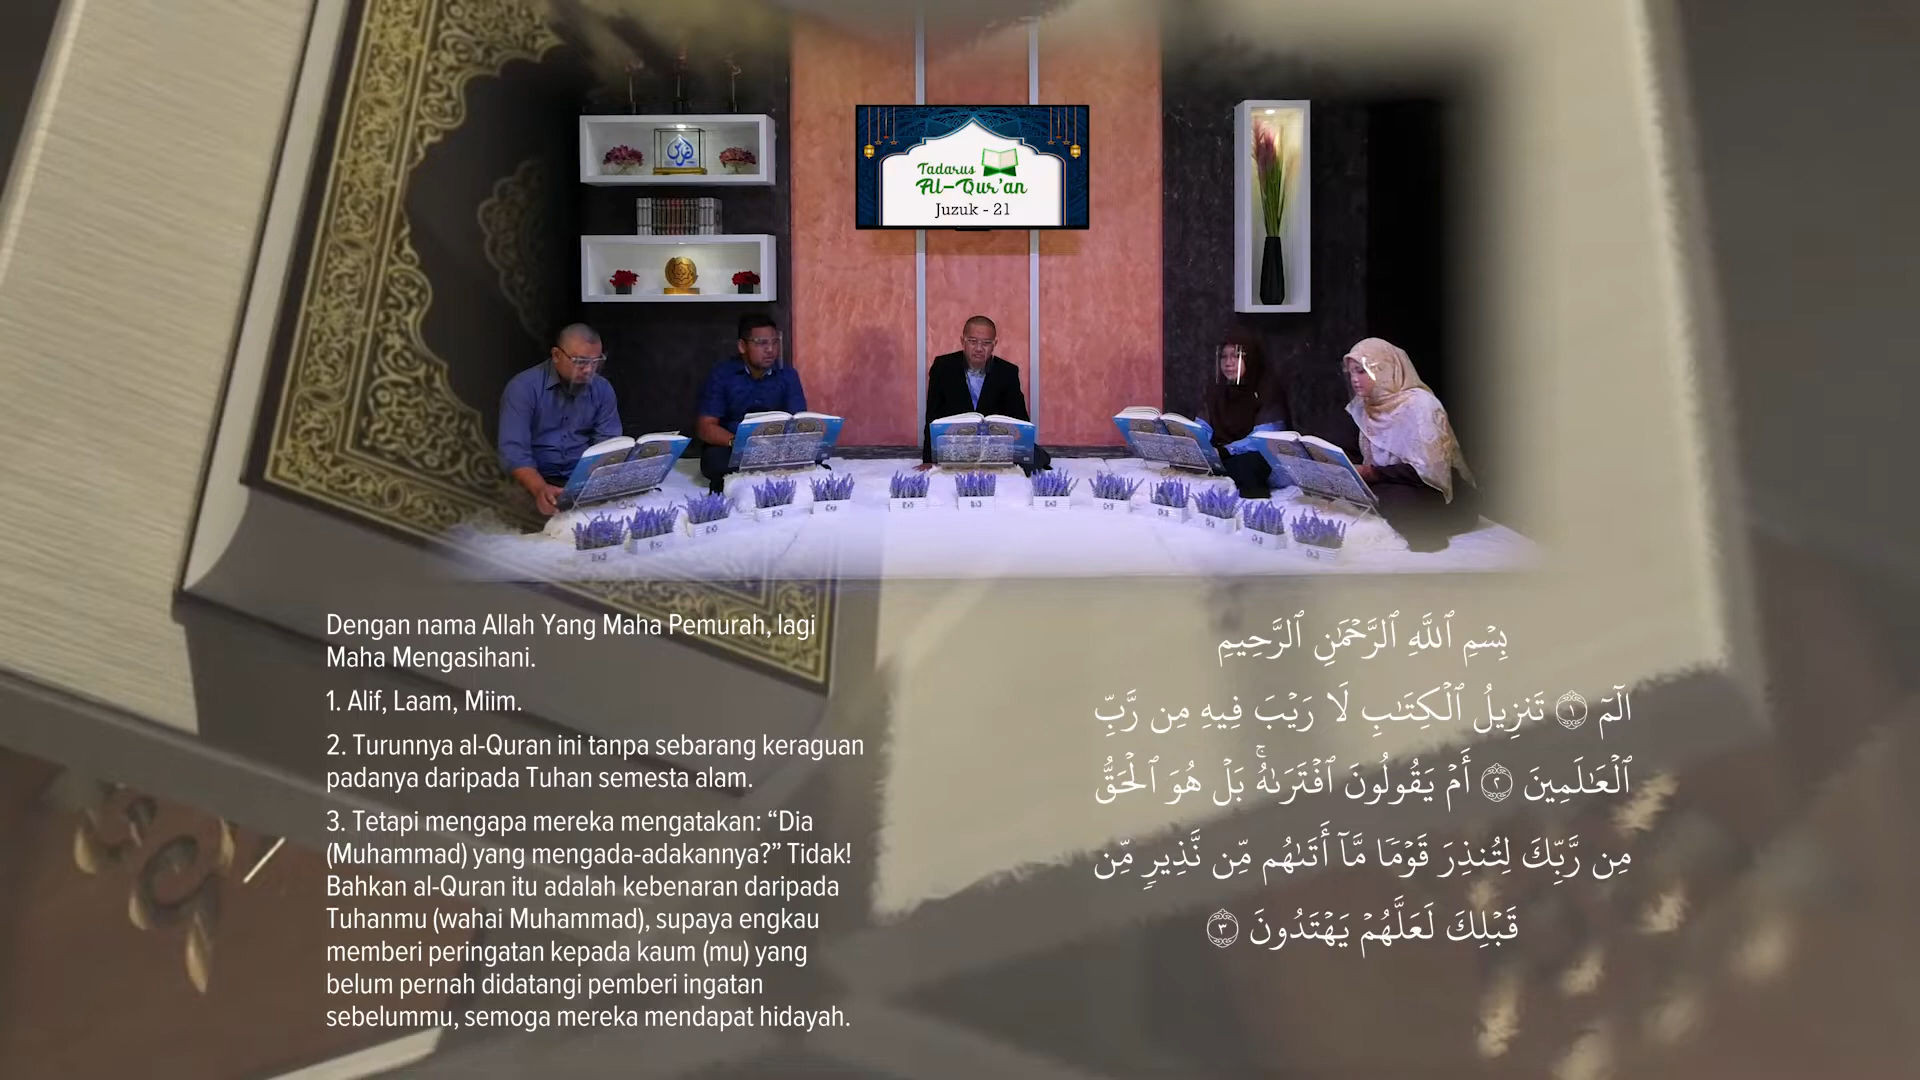 Tadarus
Al-Qur'an
Juzuk - 21
Dengan nama Allah Yang Maha Pemurah, lagi
Maha Mengasihani.
1. Alif, Laam, Miim.
2. Turunnya al-Quran ini tanpa sebarang keraguan
padanya daripada Tuhan semesta alam.
3. Tetapi mengapa mereka mengatakan: “Dia
(Muhammad) yang mengada-adakannya?” Tidak!
Bahkan al-Quran itu adalah kebenaran daripada
Tuhanmu (wahai Muhammad), supaya engkau
memberi peringatan kepada kaum (mu) yang
belum pernah didatangi pemberi ingatan
sebelummu, semoga mereka mendapat hidayah.
بِسۡمِ ٱللَّهِ ٱلرَّحۡمَٰنِ ٱلرَّحِيمِ
الٓمٓ ١ تَنزِيلُ ٱلۡكِتَٰبِ لَا رَيۡبَ فِيهِ مِن رَّبِّ
ٱلۡعَٰلَمِينَ ٢ أَمۡ يَقُولُونَ ٱفۡتَرَىٰهُۚ بَلۡ هُوَ ٱلۡحَقُّ
مِن رَّبِّكَ لِتُنذِرَ قَوۡمٗا مَّآ أَتَىٰهُم مِّن نَّذِيرٖ مِّن
قَبۡلِكَ لَعَلَّهُمۡ يَهۡتَدُونَ ٣